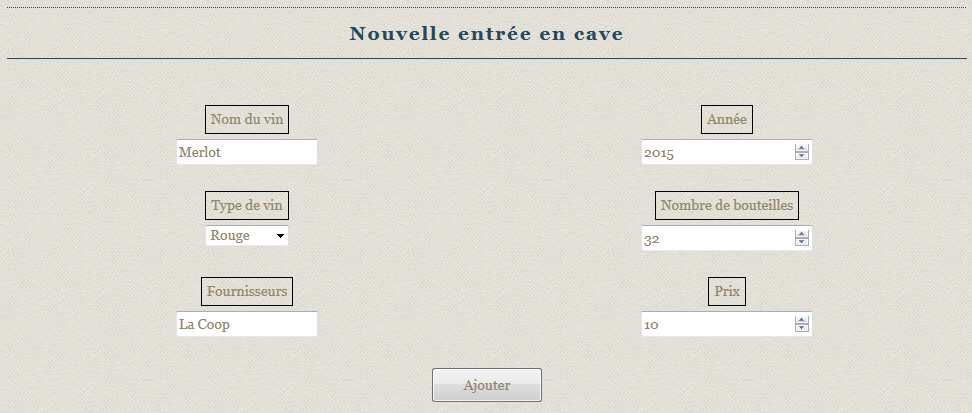 Nouvelle entrée en cave
Nom du vin
Merlot
Année
2015
Type de vin
Rouge
Nombre de bouteilles
32
Fournisseurs
La Coop
Prix
10
Ajouter